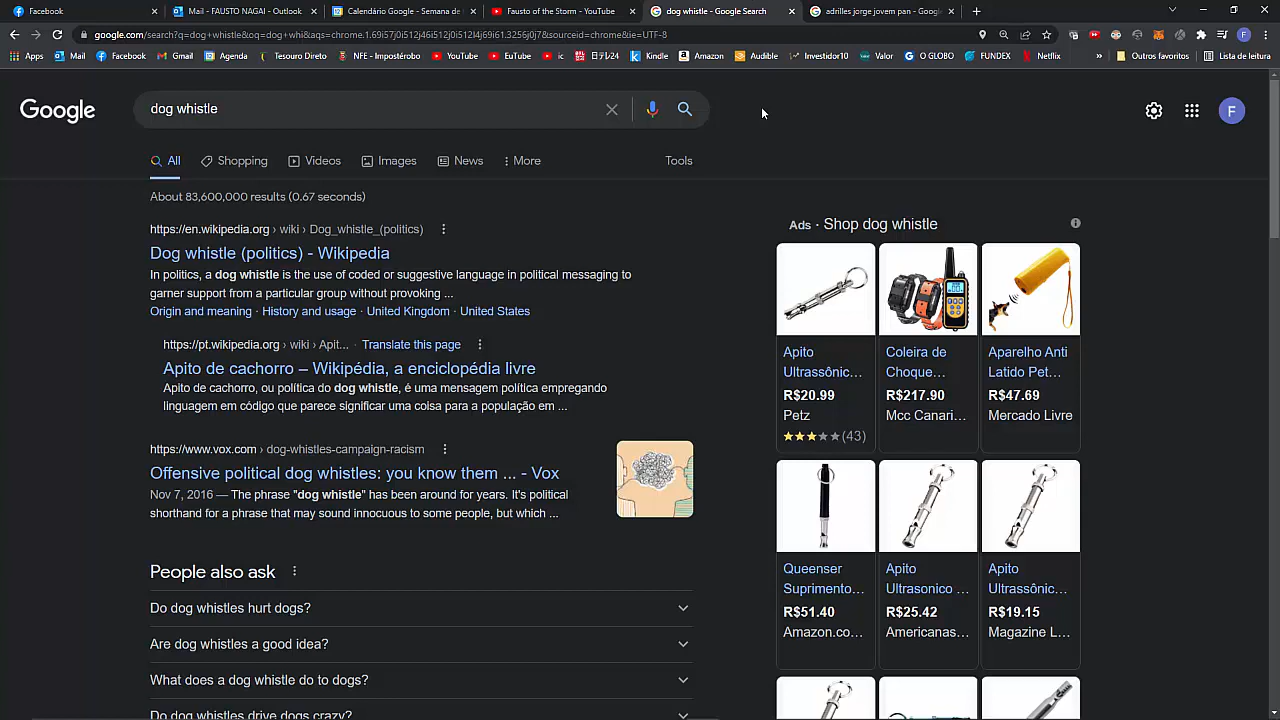 Facebook
Mail - FAUSTO NAGAI - Outlook
Calendário Google - Semana de
Fausto of the Storm - YouTube
dog whistle - Google Search
adrilles jorge jovem pan - Google
google.com/search?q=dog+whistle&oq=dog+whi&aqs=chrome.1.69i57j0i512j46i512j0i512l4j69i61.3256j0j7&sourceid=chrome&ie=UTF-8
Apps
Mail
Facebook
Gmail
Agenda
Tesouro Direto
NFE - Impostérobo
YouTube
EuTube
ic
Kindle
Amazon
Audible
Investidor10
Valor
O GLOBO
FUNDEX
Netflix
»
Outros favoritos
Lista de leitura
Google
dog whistle
F
All
Shopping
Videos
Images
News
More
Tools
About 83,600,000 results (0.67 seconds)
https://en.wikipedia.org › wiki › Dog_whistle_(politics)
Dog whistle (politics) - Wikipedia
In politics, a dog whistle is the use of coded or suggestive language in political messaging to
garner support from a particular group without provoking ...
Origin and meaning · History and usage · United Kingdom · United States
https://pt.wikipedia.org › wiki › Apit... · Translate this page
Apito de cachorro – Wikipédia, a enciclopédia livre
Apito de cachorro, ou política do dog whistle, é uma mensagem política empregando
linguagem em código que parece significar uma coisa para a população em ...
https://www.vox.com › dog-whistles-campaign-racism
Offensive political dog whistles: you know them ... - Vox
Nov 7, 2016 — The phrase "dog whistle" has been around for years. It's political
shorthand for a phrase that may sound innocuous to some people, but which ...
People also ask
Do dog whistles hurt dogs?
Are dog whistles a good idea?
What does a dog whistle do to dogs?
Do dog whistles drive dogs crazy?
Ads · Shop dog whistle
Apito
Ultrassônic...
R$20.99
Petz
(43)
Coleira de
Choque...
R$217.90
Mcc Canari...
Aparelho Anti
Latido Pet...
R$47.69
Mercado Livre
Queenser
Suprimento...
R$51.40
Amazon.co...
Apito
Ultrasonico ...
R$25.42
Americanas...
Apito
Ultrassônic...
R$19.15
Magazine L...